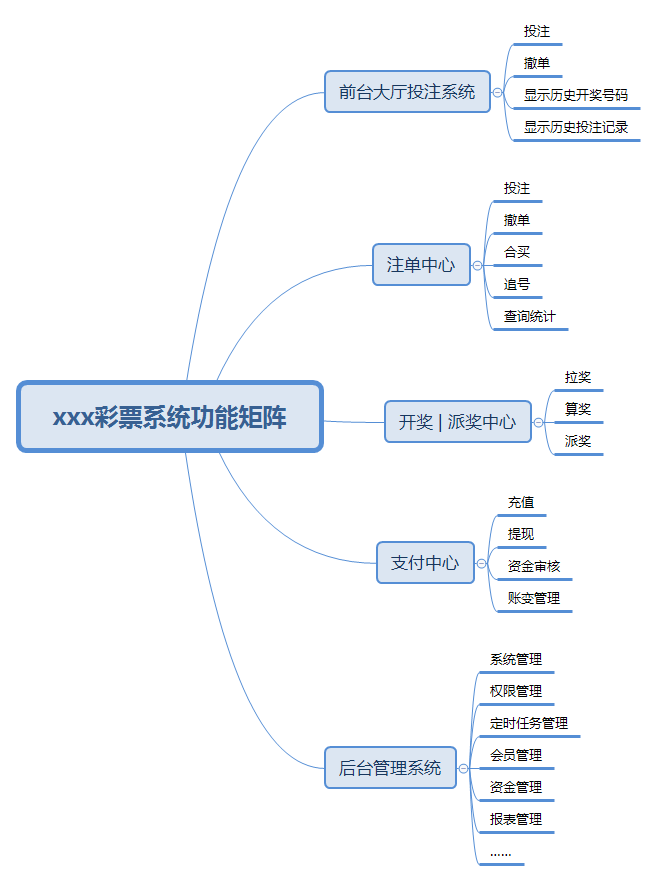 xxx彩票系统功能矩阵
前台大厅投注系统
投注
撤单
显示历史开奖号码
显示历史投注记录
注单中心
投注
撤单
合买
追号
查询统计
开奖 | 派奖中心
拉奖
算奖
派奖
支付中心
充值
提现
资金审核
账变管理
后台管理系统
系统管理
权限管理
定时任务管理
会员管理
资金管理
报表管理
……